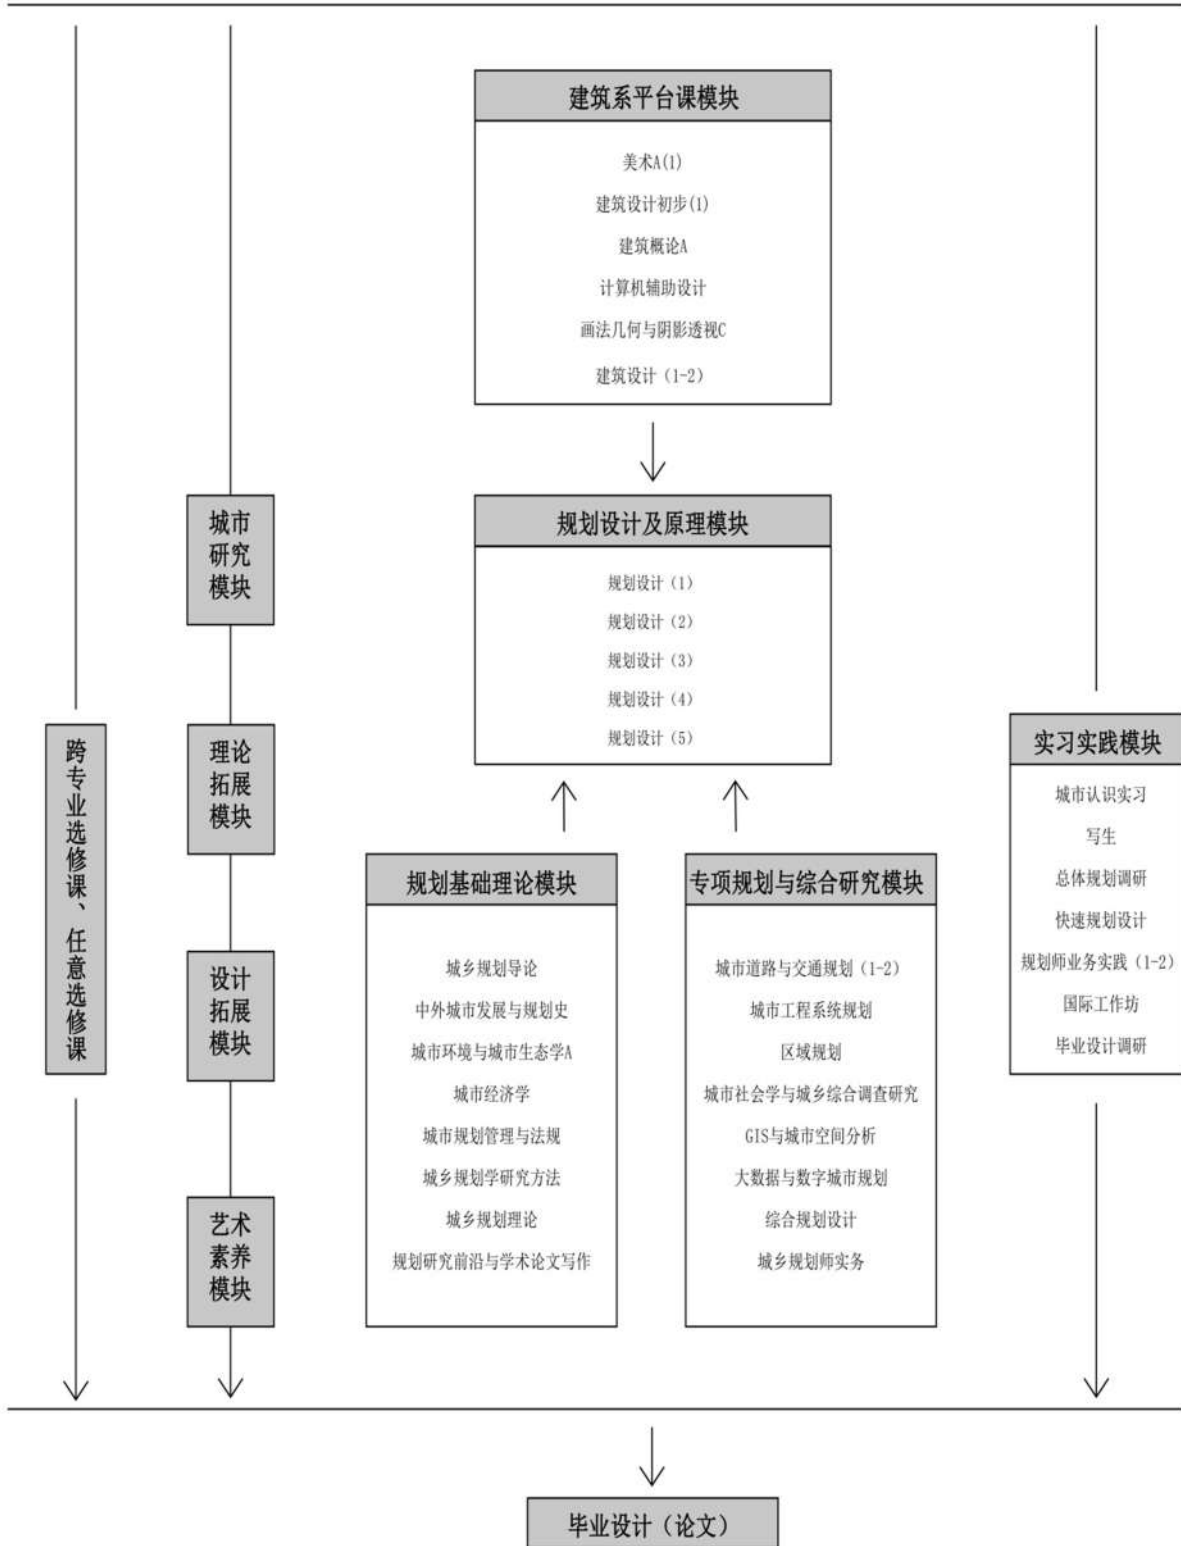 建筑系平台课模块
美术A(1)
建筑设计初步(1)
建筑概论A
计算机辅助设计
画法几何与阴影透视C
建筑设计（1-2）
规划设计及原理模块
规划设计（1）
规划设计（2）
规划设计（3）
规划设计（4）
规划设计（5）
跨专业选修课、任意选修课
城市
研究
模块
理论
拓展
模块
设计
拓展
模块
艺术
素养
模块
规划基础理论模块
城乡规划导论
中外城市发展与规划史
城市环境与城市生态学A
城市经济学
城市规划管理与法规
城乡规划学研究方法
城乡规划理论
规划研究前沿与学术论文写作
专项规划与综合研究模块
城市道路与交通规划（1-2）
城市工程系统规划
区域规划
城市社会学与城乡综合调查研究
GIS与城市空间分析
大数据与数字城市规划
综合规划设计
城乡规划师实务
实习实践模块
城市认识实习
写生
总体规划调研
快速规划设计
规划师业务实践（1-2）
国际工作坊
毕业设计调研
毕业设计（论文）